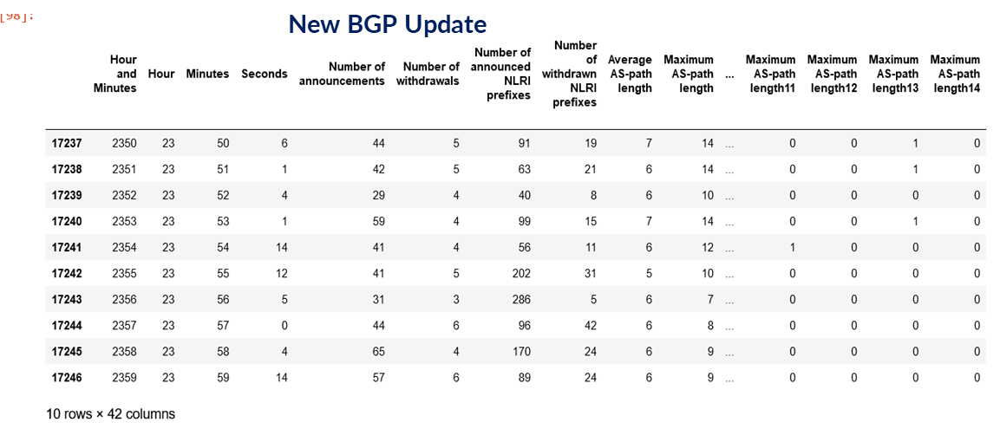 [98]:
New BGP Update
Hour and Minutes Hour Minutes Seconds Number of announcements Number of withdrawals Number of announced NLRI prefixes Number of withdrawn NLRI prefixes Average AS-path length Maximum AS-path length ... Maximum AS-path length11 Maximum AS-path length12 Maximum AS-path length13 Maximum AS-path length14
17237 2350 23 50 6 44 5 91 19 7 14 ... 0 0 1 0
17238 2351 23 51 1 42 5 63 21 6 14 ... 0 0 1 0
17239 2352 23 52 4 29 4 40 8 6 10 ... 0 0 0 0
17240 2353 23 53 1 59 4 99 15 7 14 ... 0 0 1 0
17241 2354 23 54 14 41 4 56 11 6 12 ... 1 0 0 0
17242 2355 23 55 12 41 5 202 31 5 10 ... 0 0 0 0
17243 2356 23 56 5 31 3 286 5 6 7 ... 0 0 0 0
17244 2357 23 57 0 44 6 96 42 6 8 ... 0 0 0 0
17245 2358 23 58 4 65 4 170 24 6 9 ... 0 0 0 0
17246 2359 23 59 14 57 6 89 24 6 9 ... 0 0 0 0
10 rows × 42 columns